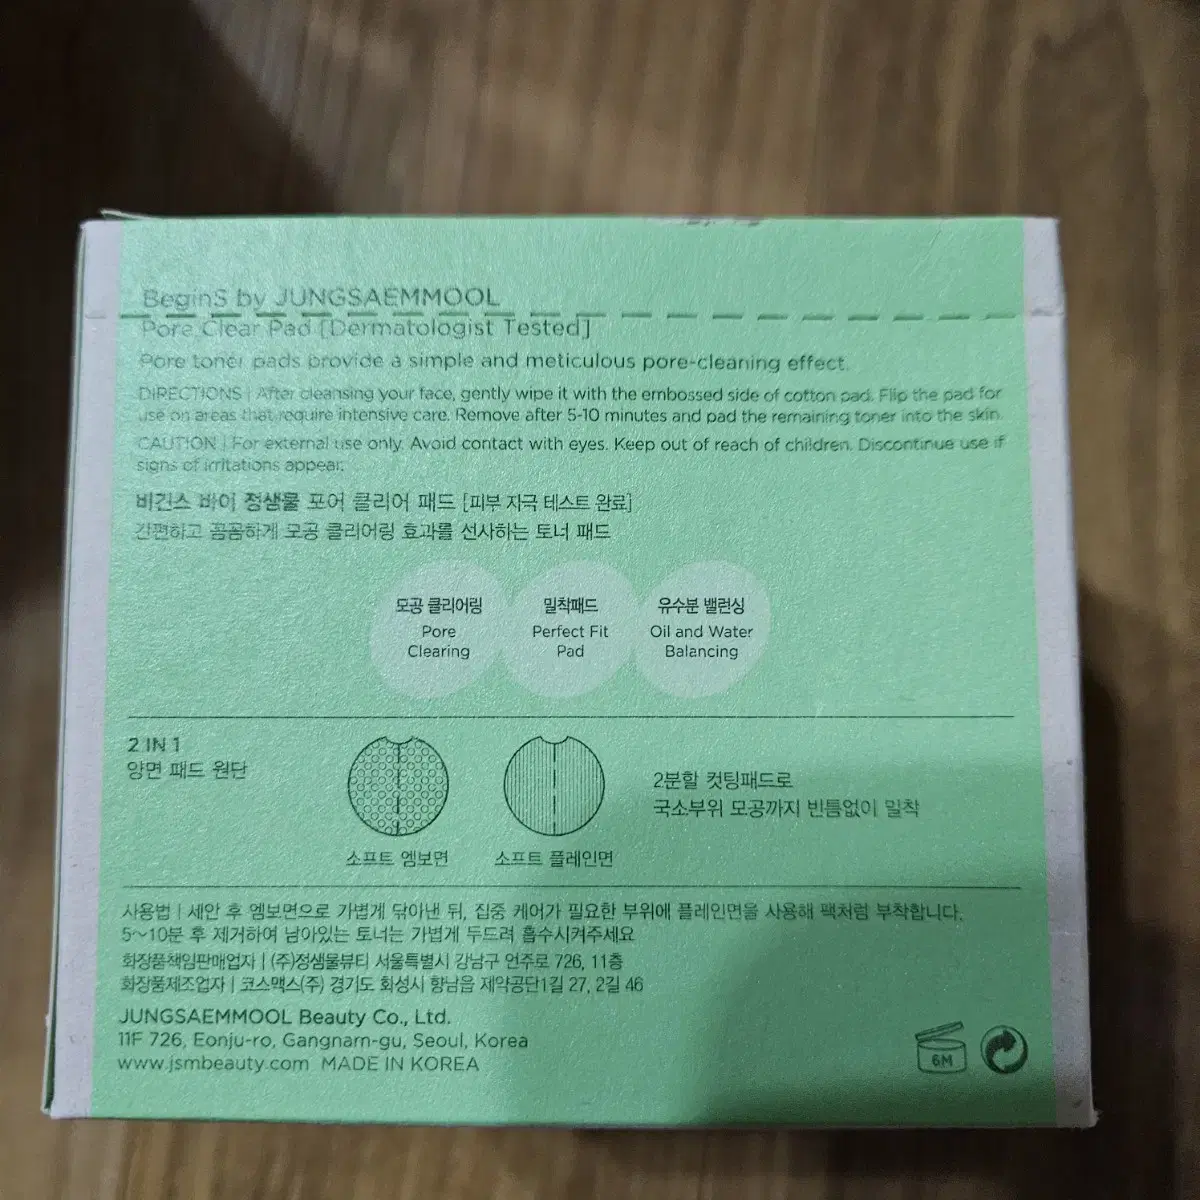 BeginS by JUNGSAEMMOOL
Pore Clear Pad [Dermatologist Tested]
Pore toner pads provide a simple and meticulous pore-cleaning effect.
DIRECTIONS | After cleansing your face, gently wipe it with the embossed side of cotton pad. Flip the pad for
use on areas that require intensive care. Remove after 5-10 minutes and pad the remaining toner into the skin.
CAUTION | For external use only. Avoid contact with eyes. Keep out of reach of children. Discontinue use if
signs of irritations appear.
비긴스 바이 정샘물 포어 클리어 패드 [피부 자극 테스트 완료]
간편하고 꼼꼼하게 모공 클리어링 효과를 선사하는 토너 패드
모공 클리어링
Pore
Clearing
밀착패드
Perfect Fit
Pad
유수분 밸런싱
Oil and Water
Balancing
2 IN 1
양면 패드 원단
소프트 엠보면
소프트 플레인면
2분할 컷팅패드로
국소부위 모공까지 빈틈없이 밀착
사용법 | 세안 후 엠보면으로 가볍게 닦아낸 뒤, 집중 케어가 필요한 부위에 플레인면을 사용해 팩처럼 부착합니다.
5~10분 후 제거하여 남아있는 토너는 가볍게 두드려 흡수시켜주세요
화장품책임판매업자 | (주)정샘물뷰티 서울특별시 강남구 언주로 726, 11층
화장품제조업자 | 코스맥스(주) 경기도 화성시 향남읍 제약공단1길 27, 2길 46
JUNGSAEMMOOL Beauty Co., Ltd.
11F 726, Eonju-ro, Gangnam-gu, Seoul, Korea
www.jsmbeauty.com MADE IN KOREA
6M